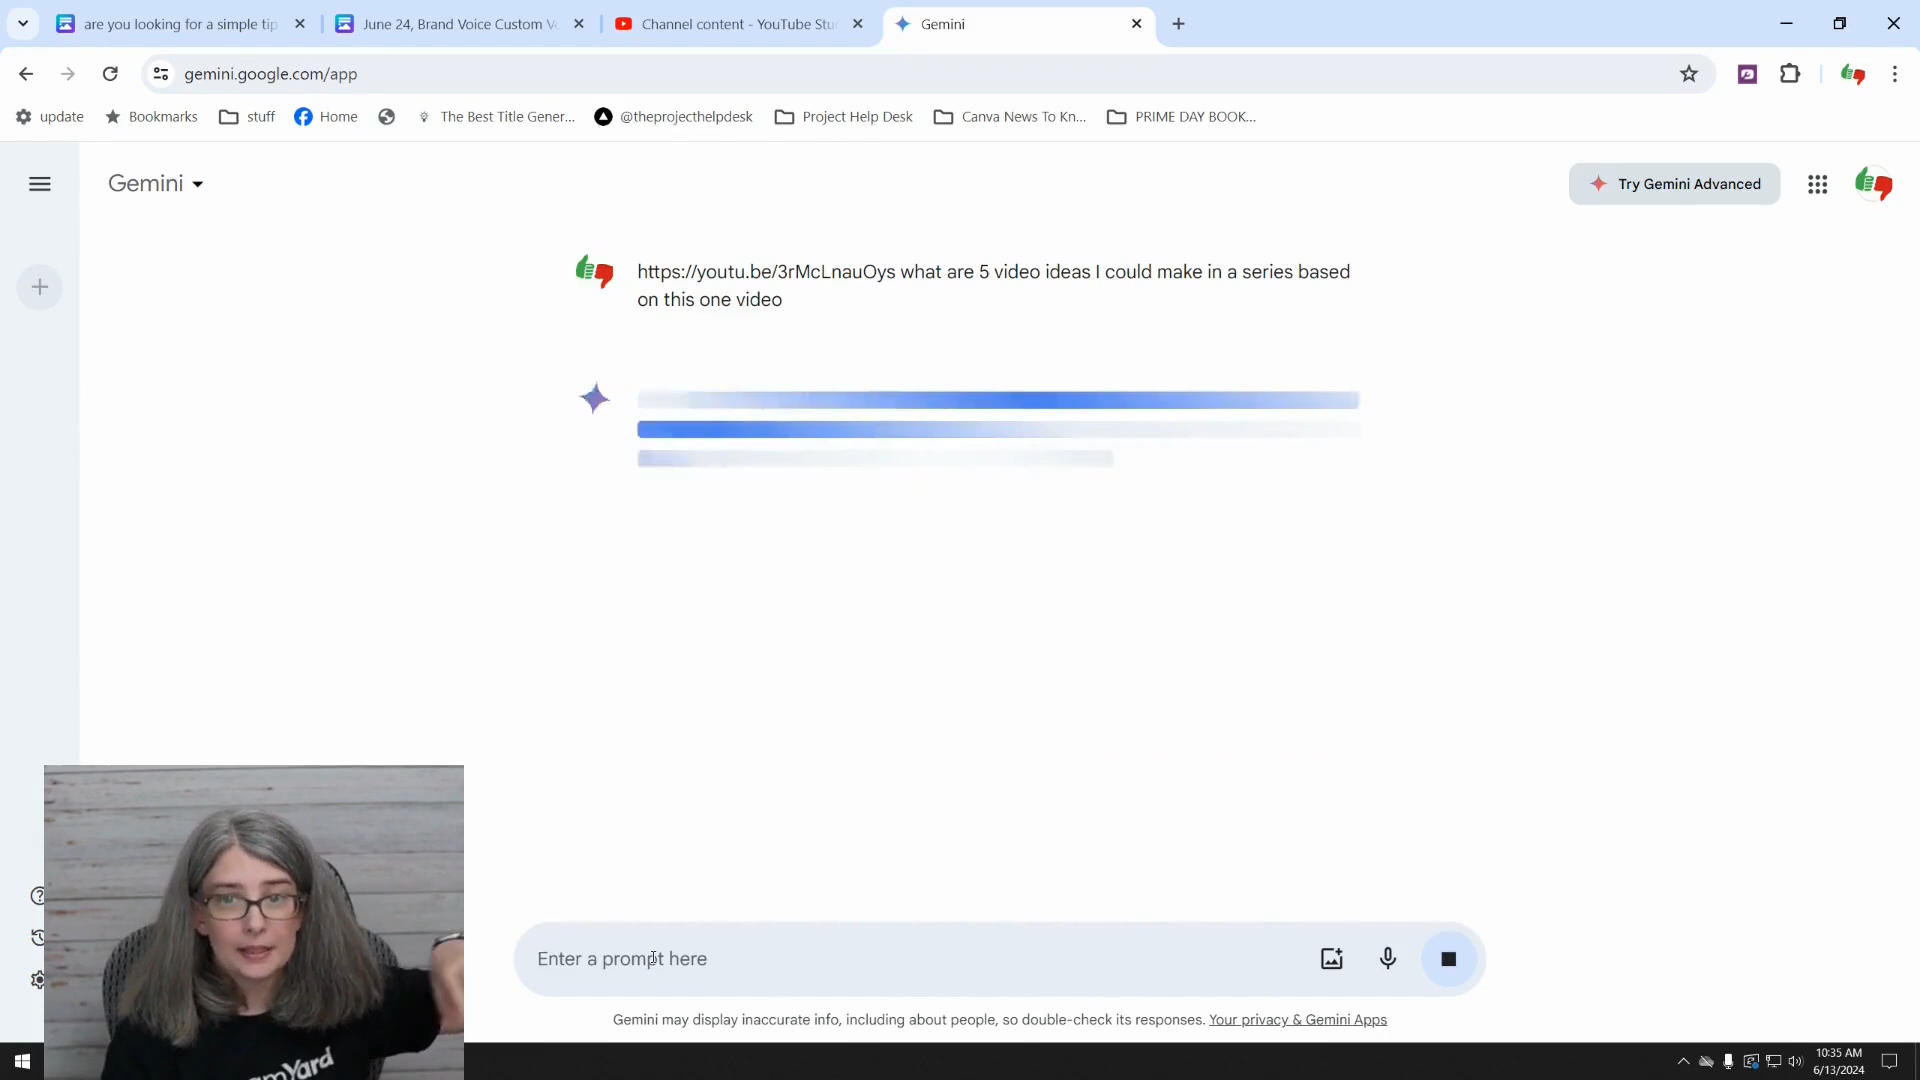 are you looking for a simple tip
June 24, Brand Voice Custom V
Channel content - YouTube Stu
Gemini
gemini.google.com/app
update
Bookmarks
stuff
Home
The Best Title Gener...
@theprojecthelpdesk
Project Help Desk
Canva News To Kn...
PRIME DAY BOOK...
Gemini
Try Gemini Advanced
https://youtu.be/3rMcLnauOys what are 5 video ideas I could make in a series based
on this one video
Enter a prompt here
Gemini may display inaccurate info, including about people, so double-check its responses. Your privacy & Gemini Apps
amYard
10:35 AM
6/13/2024